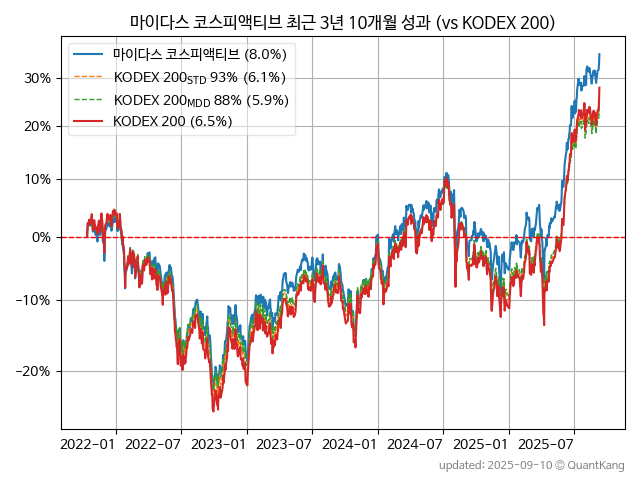 마이다스 코스피액티브 최근 3년 10개월 성과 (vs KODEX 200)
마이다스 코스피액티브 (8.0%)
KODEX 200STD 93% (6.1%)
KODEX 200MDD 88% (5.9%)
KODEX 200 (6.5%)
30%
20%
10%
0%
−10%
−20%
2022-01 2022-07 2023-01 2023-07 2024-01 2024-07 2025-01 2025-07
updated: 2025-09-10 © QuantKang